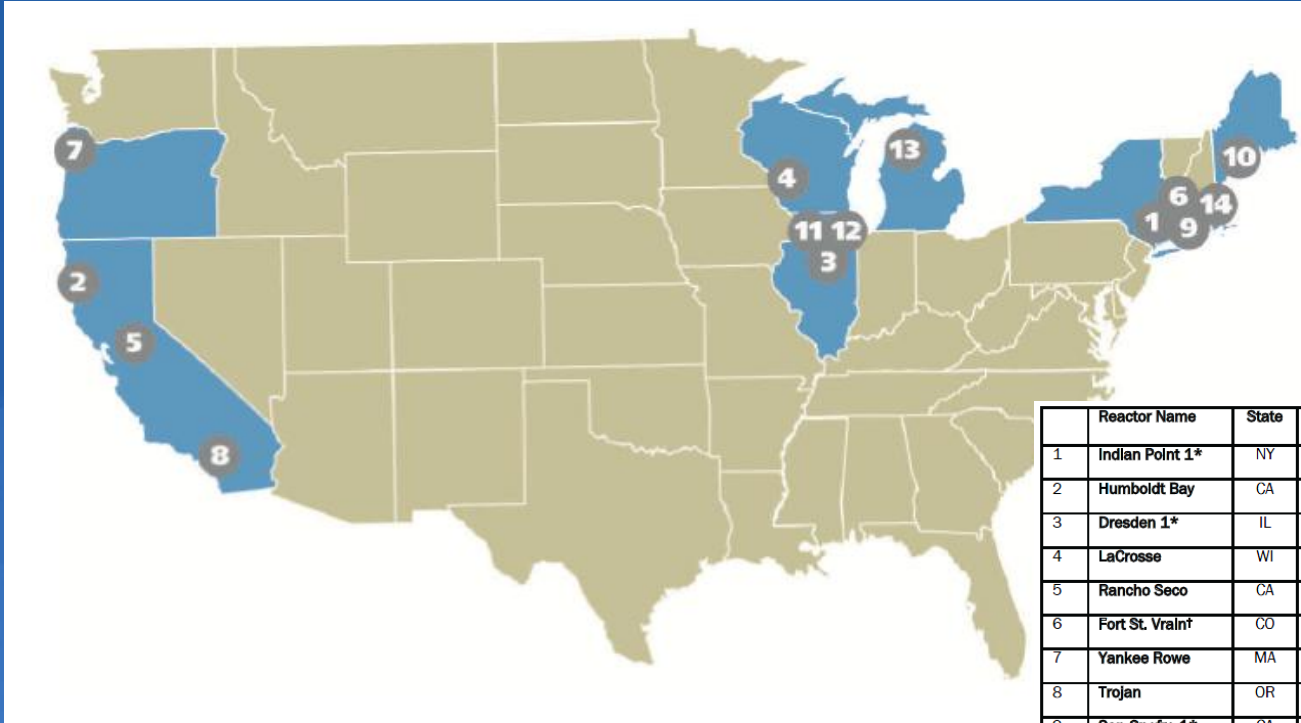 7
13
10
4
6
14
1
9
11 12
3
2
5
8
Reactor Name State
1 Indian Point 1* NY
2 Humboldt Bay CA
3 Dresden 1* IL
4 LaCrosse WI
5 Rancho Seco CA
6 Fort St. Vrain† CO
7 Yankee Rowe MA
8 Trojan OR